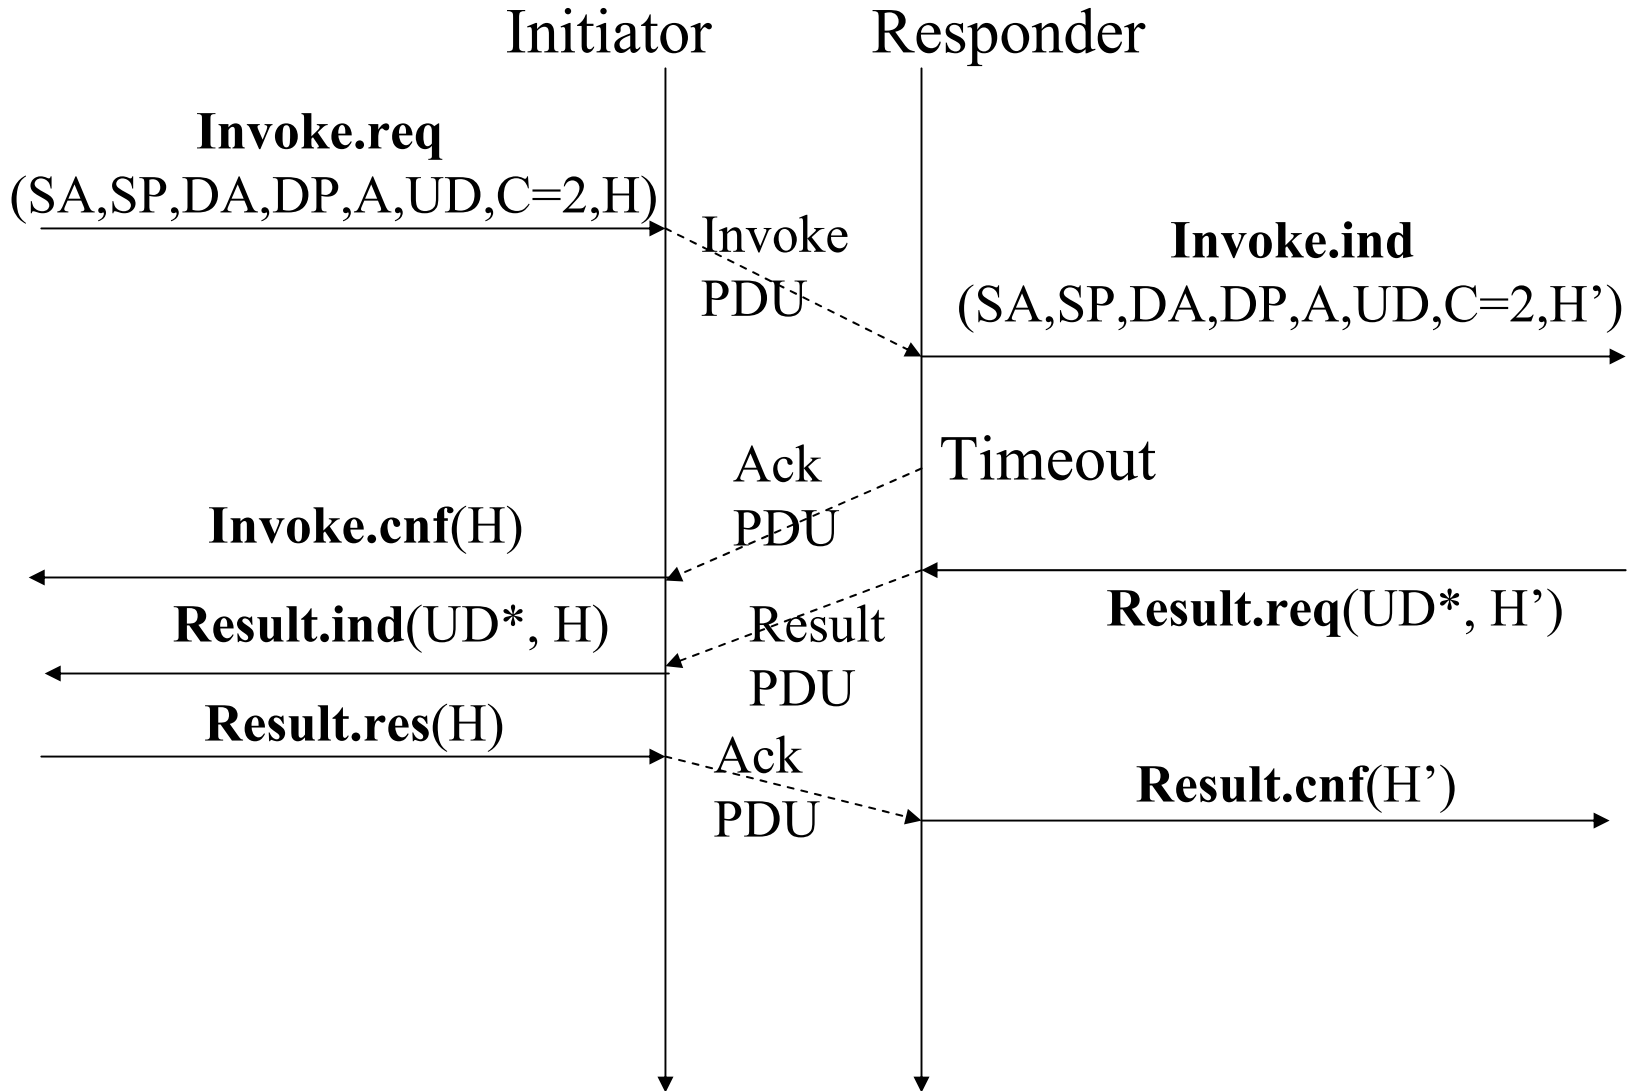 Initiator
Responder
Invoke.req
(SA,SP,DA,DP,A,UD,C=2,H)
Invoke
PDU
Invoke.ind
(SA,SP,DA,DP,A,UD,C=2,H’)
Timeout
Ack
PDU
Invoke.cnf(H)
Result.req(UD*, H’)
Result.ind(UD*, H)
Result
PDU
Result.res(H)
Ack
PDU
Result.cnf(H’)